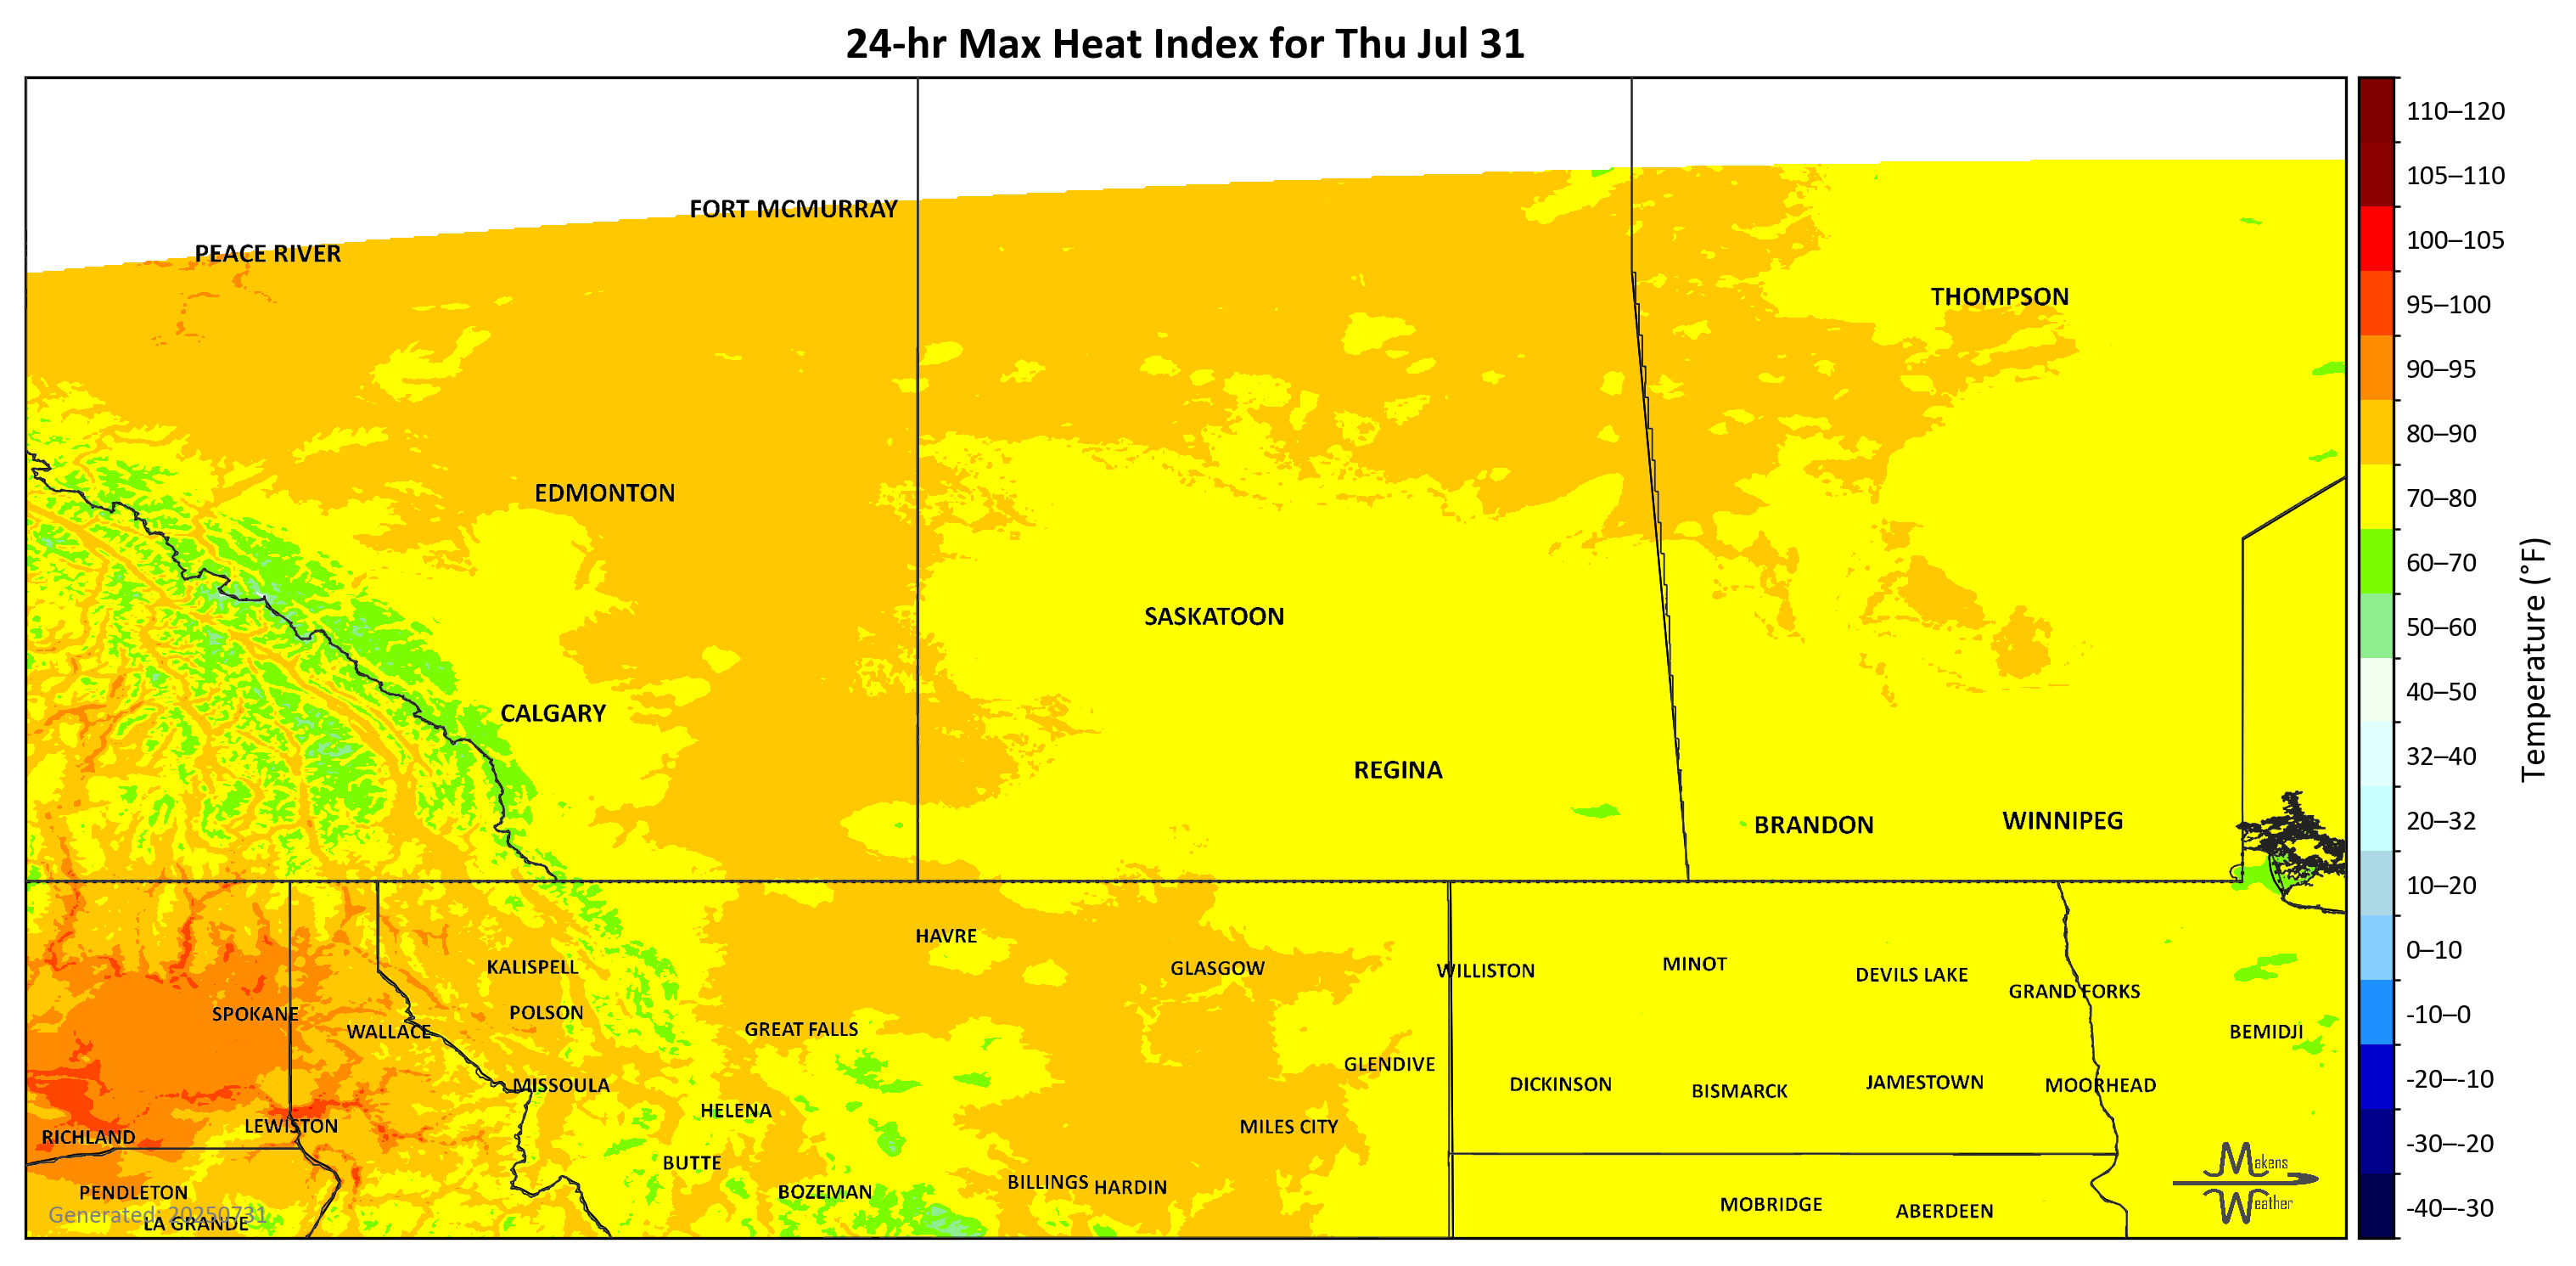 24-hr Max Heat Index for Thu Jul 31
FORT MCMURRAY
PEACE RIVER
THOMPSON
EDMONTON
SASKATOON
CALGARY
REGINA
BRANDON
WINNIPEG
HAVRE
KALISPELL
GLASGOW
WILLISTON
MINOT
DEVILS LAKE
GRAND FORKS
SPOKANE
POLSON
WALLACE
GREAT FALLS
BEMIDJI
GLENDIVE
MISSOULA
DICKINSON
BISMARCK
JAMESTOWN
MOORHEAD
HELENA
LEWISTON
MILES CITY
RICHLAND
BUTTE
BILLINGS
HARDIN
PENDLETON
BOZEMAN
MOBRIDGE
ABERDEEN
Generated: 20250731
LA GRANDE
Makens
Weather
110–120
105–110
100–105
95–100
90–95
80–90
70–80
60–70
50–60
40–50
32–40
20–32
10–20
0–10
-10–0
-20–-10
-30–-20
-40–-30
Temperature (°F)